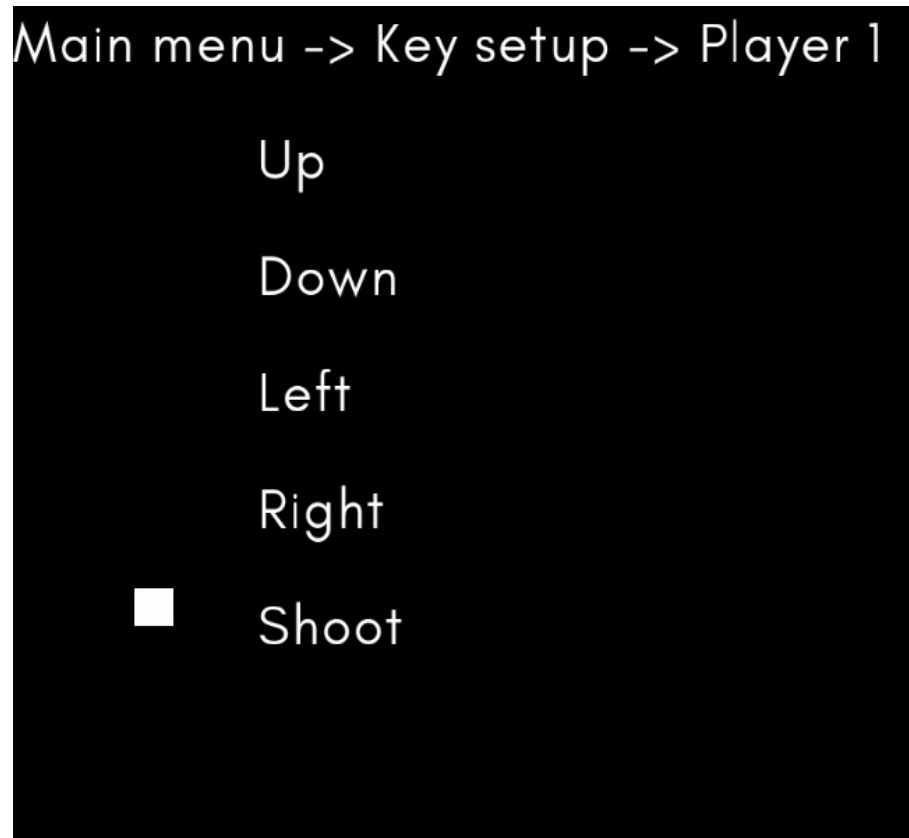 Main menu -> Key setup -> Player 1
Up
Down
Left
Right
Shoot